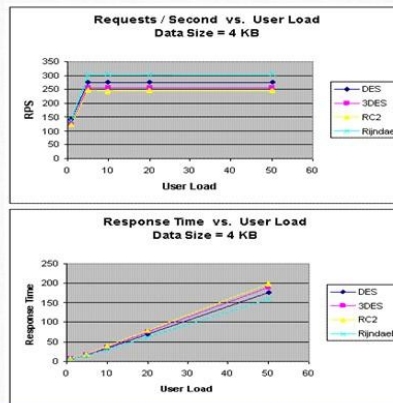 Requests / Second vs. User Load
Data Size = 4 KB
RPS
350
300
250
200
150
100
50
0
0 10 20 30 40 50 60
User Load
DES
3DES
RC2
Rijndael
Response Time vs. User Load
Data Size = 4 KB
Response Time
250
200
150
100
50
0
0 10 20 30 40 50 60
User Load
DES
3DES
RC2
Rijndael